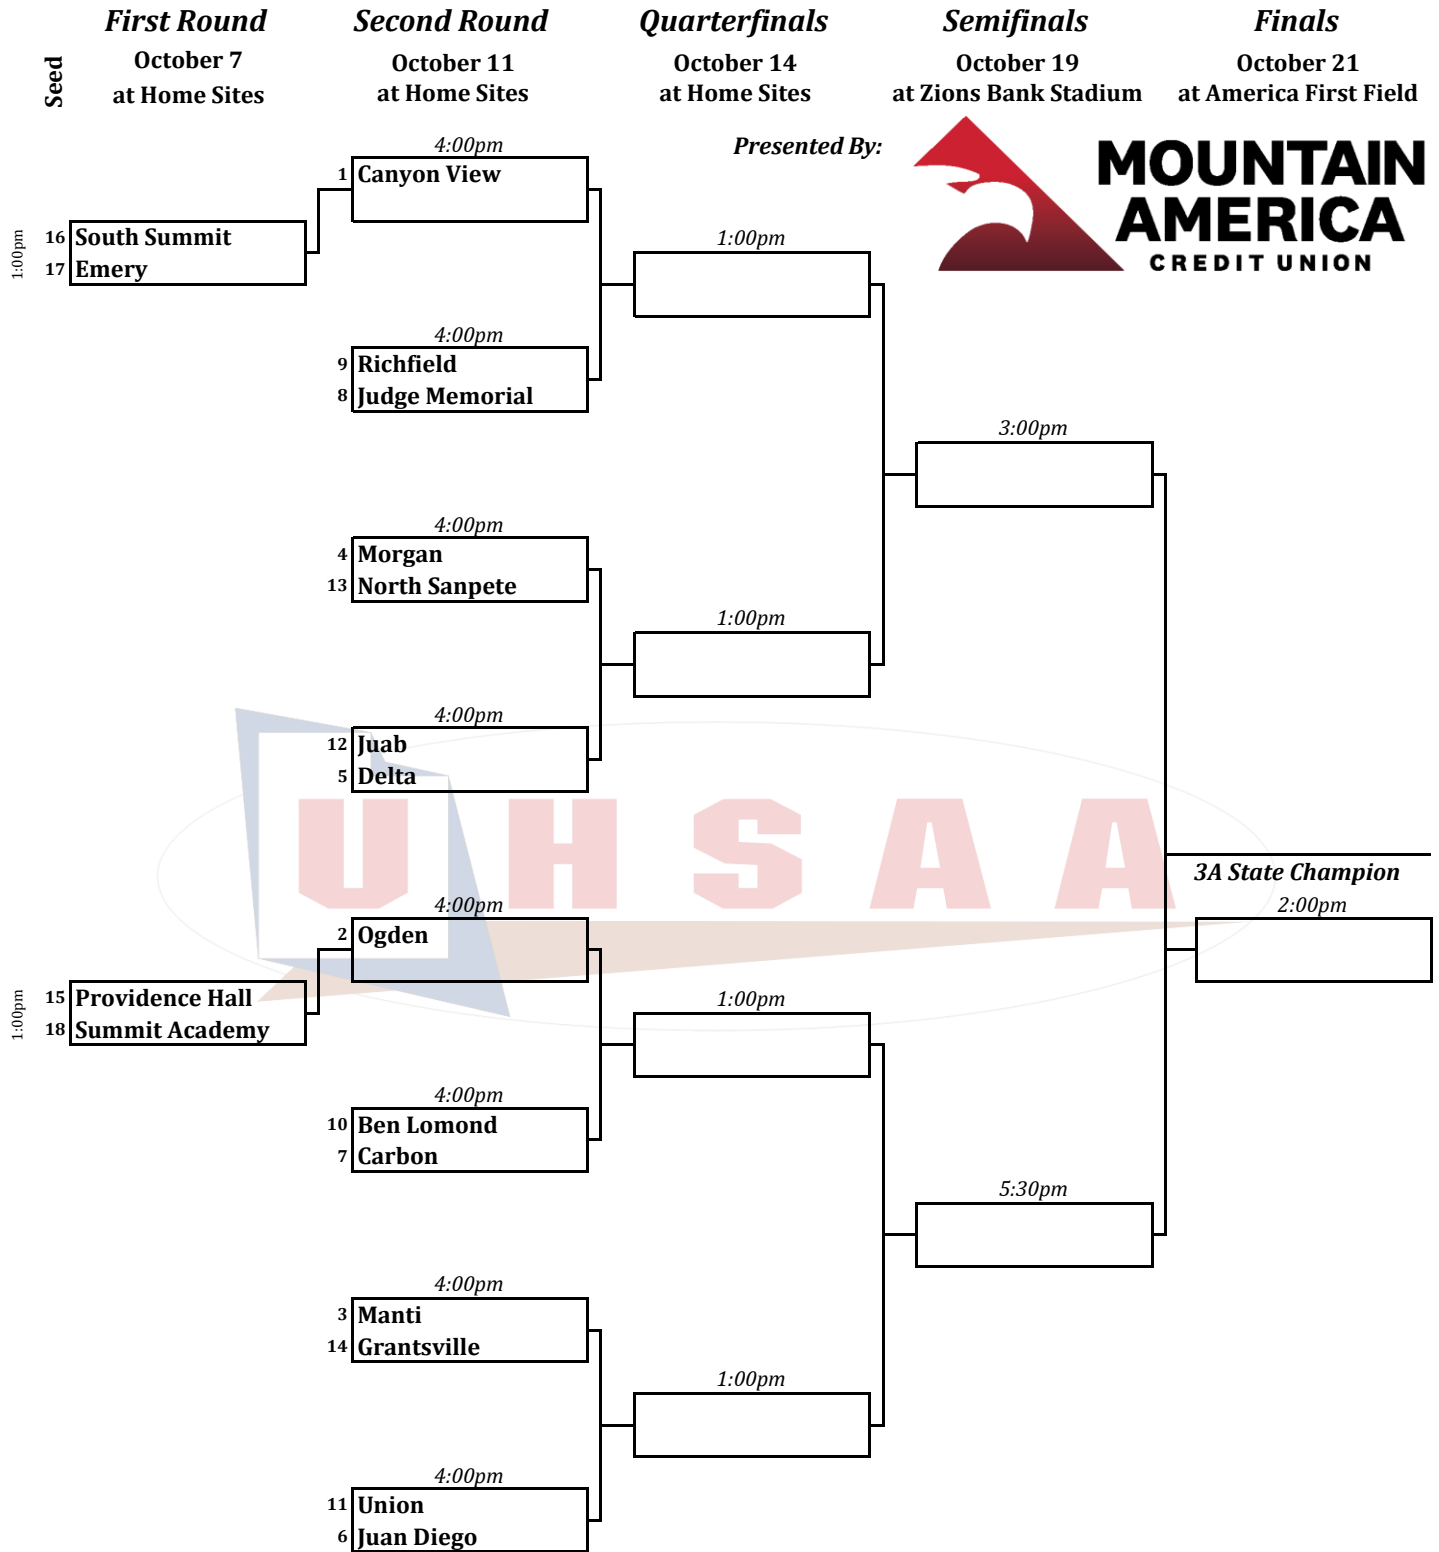 First Round
Second Round
Quarterfinals
Semifinals
Finals
Seed
October 7
at Home Sites
October 11
at Home Sites
October 14
at Home Sites
October 19
at Zions Bank Stadium
October 21
at America First Field
Presented By:
MOUNTAIN
AMERICA
CREDIT UNION
4:00pm
1 Canyon View
1:00pm
16 South Summit
17 Emery
1:00pm
4:00pm
9 Richfield
8 Judge Memorial
3:00pm
4:00pm
4 Morgan
13 North Sanpete
1:00pm
4:00pm
12 Juab
5 Delta
UHSAA
3A State Champion
2:00pm
4:00pm
2 Ogden
1:00pm
15 Providence Hall
18 Summit Academy
1:00pm
4:00pm
10 Ben Lomond
7 Carbon
5:30pm
4:00pm
3 Manti
14 Grantsville
1:00pm
4:00pm
11 Union
6 Juan Diego